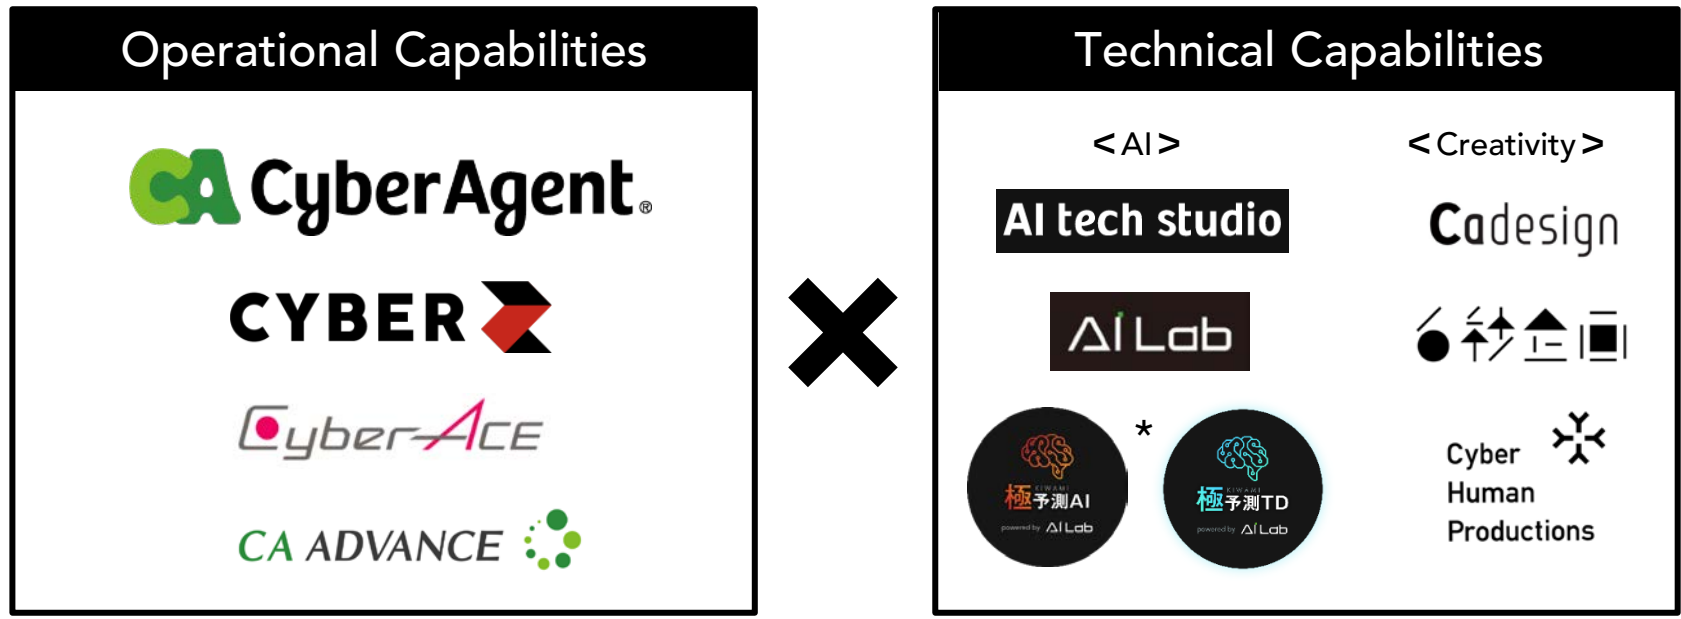 Operational Capabilities
CA CyberAgent®
CYBER Z
CyberACE
CA ADVANCE
Technical Capabilities
<AI>
AI tech studio
AI Lab
KIWAMI
極予測AI
powered by AI Lab
*
KIWAMI
極予測TD
powered by AI Lab
<Creativity>
Cadesign
Cyber
Human
Productions